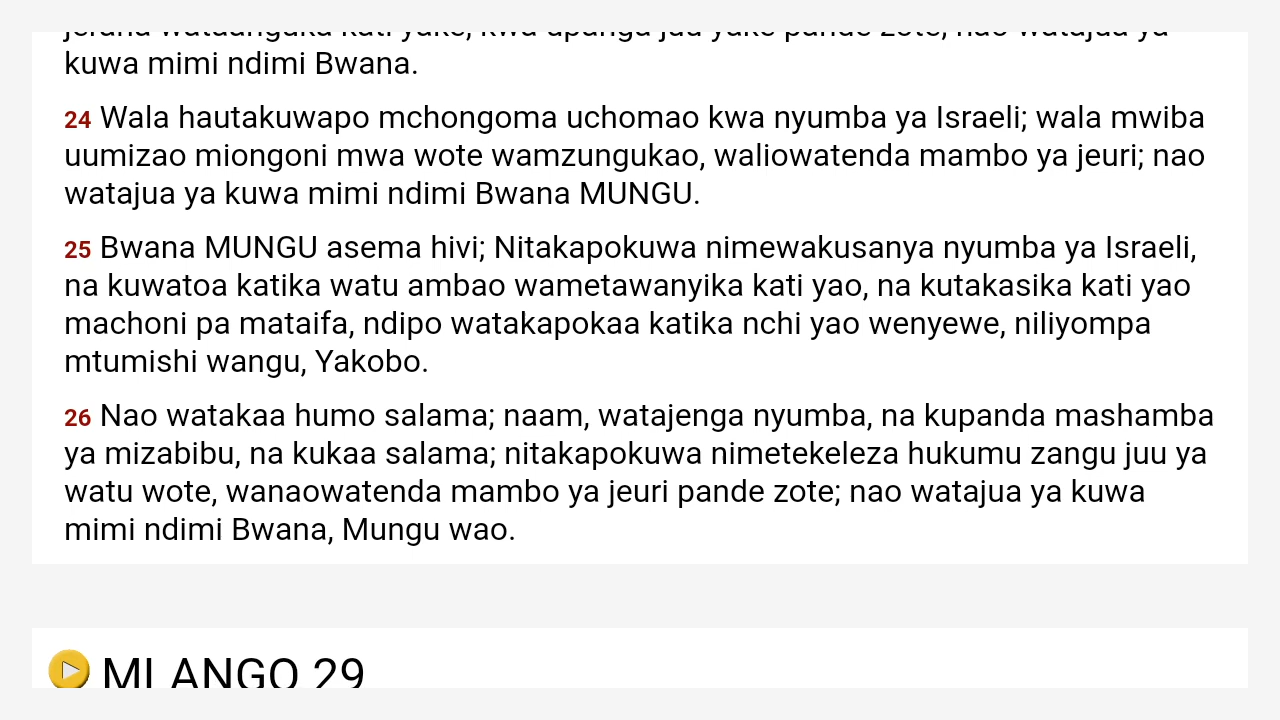 kuwa mimi ndimi Bwana.
24 Wala hautakuwapo mchongoma uchomao kwa nyumba ya Israeli; wala mwiba
uumizao miongoni mwa wote wamzungukao, waliowatenda mambo ya jeuri; nao
watajua ya kuwa mimi ndimi Bwana MUNGU.
25 Bwana MUNGU asema hivi; Nitakapokuwa nimewakusanya nyumba ya Israeli,
na kuwatoa katika watu ambao wametawanyika kati yao, na kutakasika kati yao
machoni pa mataifa, ndipo watakapokaa katika nchi yao wenyewe, niliyompa
mtumishi wangu, Yakobo.
26 Nao watakaa humo salama; naam, watajenga nyumba, na kupanda mashamba
ya mizabibu, na kukaa salama; nitakapokuwa nimetekeleza hukumu zangu juu ya
watu wote, wanaowatenda mambo ya jeuri pande zote; nao watajua ya kuwa
mimi ndimi Bwana, Mungu wao.
MLANGO 29